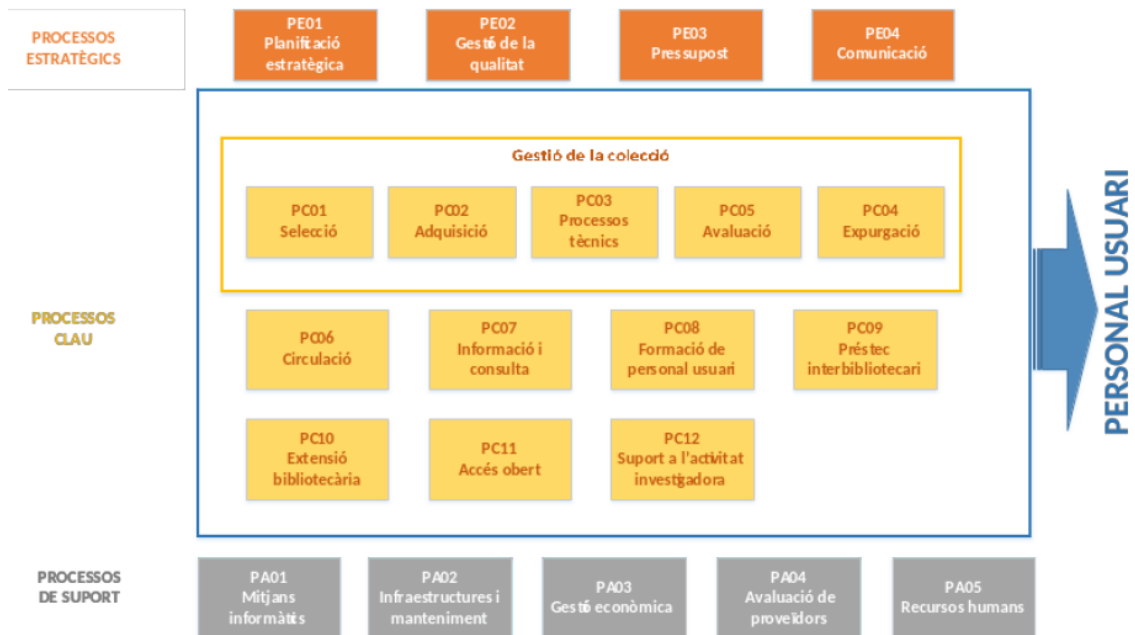 PROCESSOS
ESTRATÈGICS
PE01
Planificació
estratègica
PE02
Gestió de la
qualitat
PE03
Pressupost
PE04
Comunicació
PROCESSOS
CLAU
Gestió de la colecció
PC01
Selecció
PC02
Adquisició
PC03
Processos
tècnics
PC05
Avaluació
PC04
Expurgació
PC06
Circulació
PC07
Informació i
consulta
PC08
Formació de
personal usuari
PC09
Préstec
interbibliotecari
PC10
Extensió
bibliotecària
PC11
Accés obert
PC12
Suport a l'activitat
investigadora
PERSONAL USUARI
PROCESSOS
DE SUPORT
PA01
Mitjans
informàtics
PA02
Infraestructures i
manteniment
PA03
Gestió econòmica
PA04
Avaluació de
proveïdors
PA05
Recursos humans